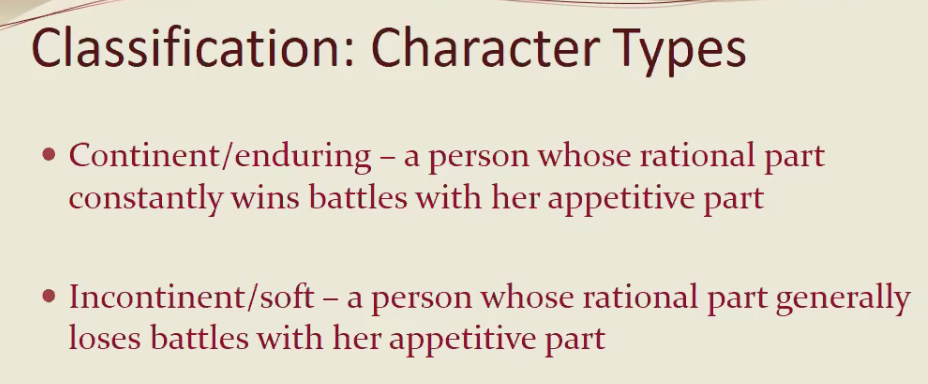 Classification: Character Types
• Continent/enduring – a person whose rational part
constantly wins battles with her appetitive part
• Incontinent/soft – a person whose rational part generally
loses battles with her appetitive part